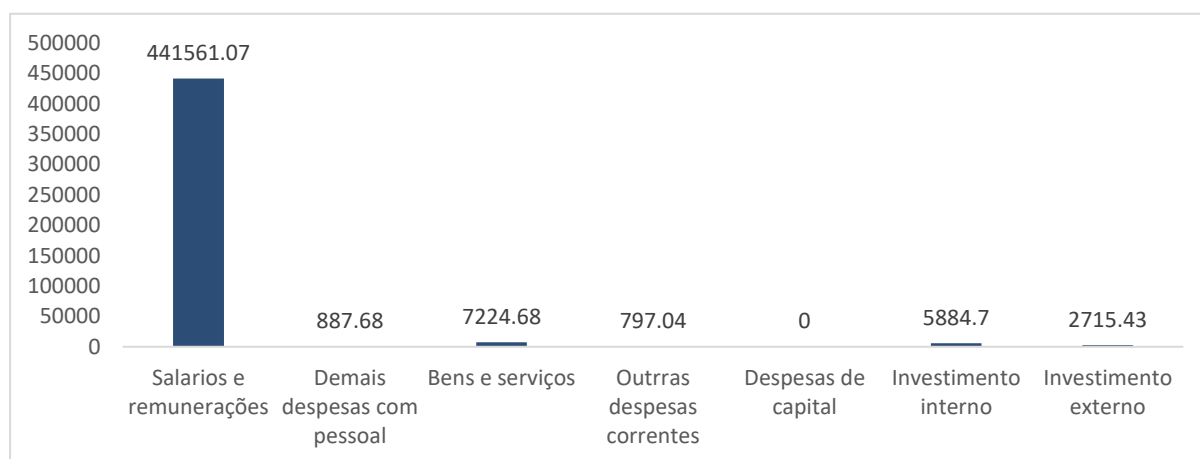 500000
450000
400000
350000
300000
250000
200000
150000
100000
50000
0
441561.07
887.68
7224.68
797.04
0
5884.7
2715.43
Salarios e
remunerações
Demais
despesas com
pessoal
Bens e serviços
Outrras
despesas
correntes
Despesas de
capital
Investimento
interno
Investimento
externo